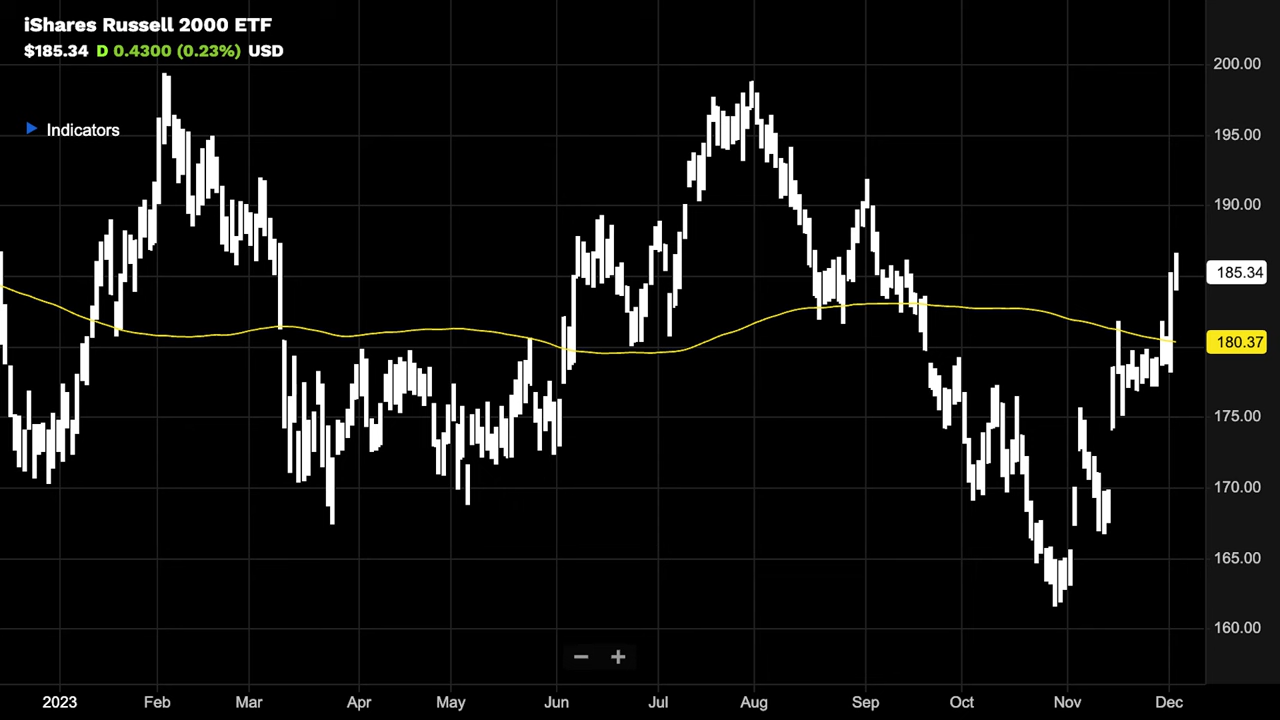 iShares Russell 2000 ETF
$185.34 D 0.4300 (0.23%) USD
Indicators
200.00
195.00
190.00
185.34
180.37
175.00
170.00
165.00
160.00
− +
2023 Feb Mar Apr May Jun Jul Aug Sep Oct Nov Dec